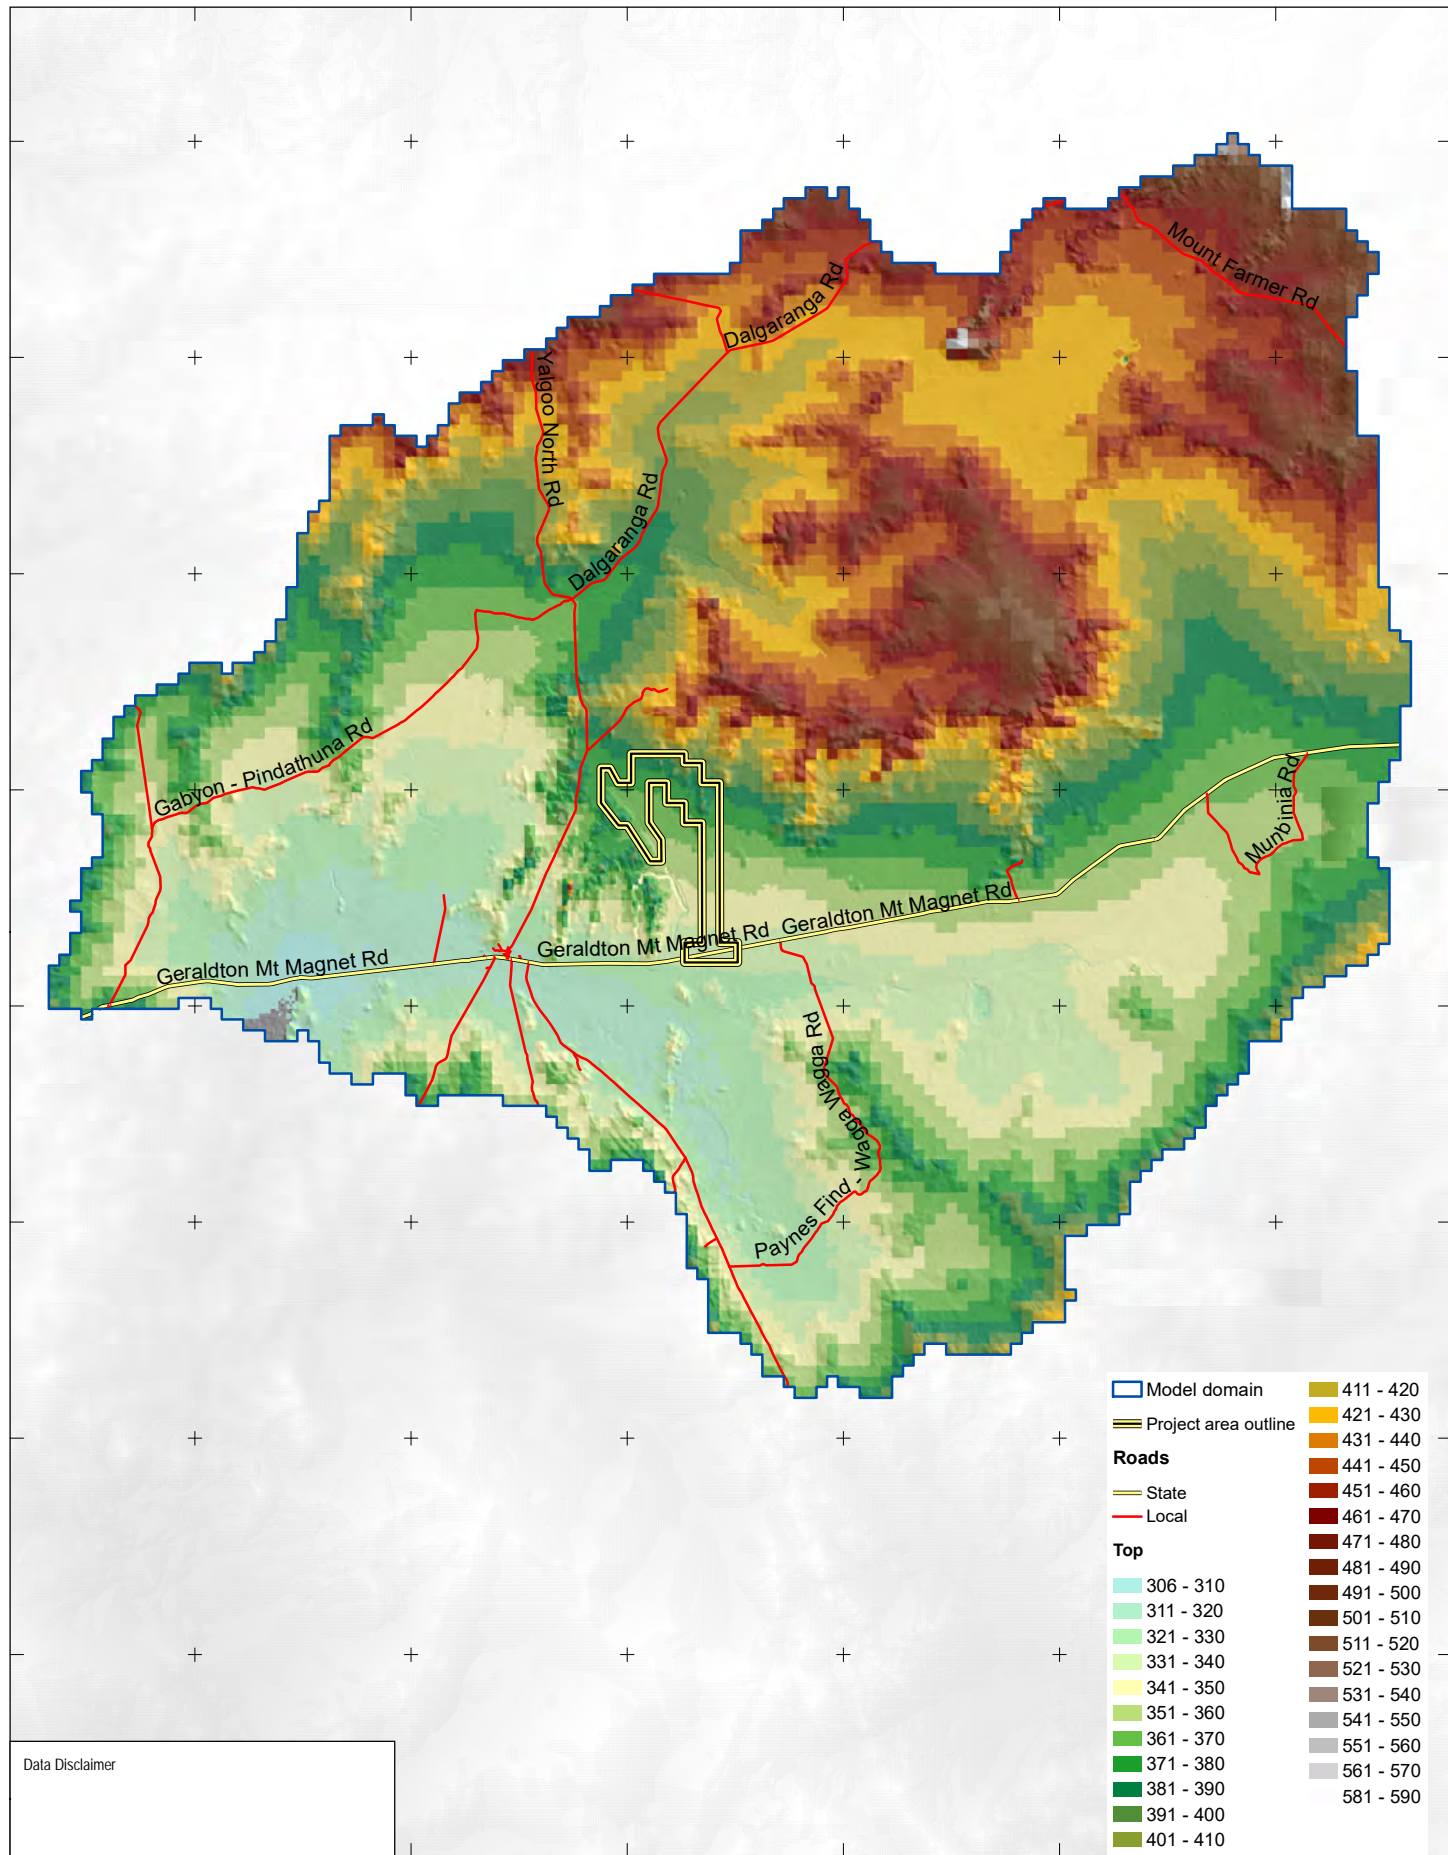 Mount Farmer Rd
Dalgaranga Rd
Yalgoo North Rd
Dalgaranga Rd
Gabyon - Pindathuna Rd
Munbinia Rd
Geraldton Mt Magnet Rd
Geraldton Mt Magnet Rd
Geraldton Mt Magnet Rd
Paynes Find - Wagga Wagga Rd
Model domain
Project area outline
Roads
State
Local
Top
306 - 310
311 - 320
321 - 330
331 - 340
341 - 350
351 - 360
361 - 370
371 - 380
381 - 390
391 - 400
401 - 410
411 - 420
421 - 430
431 - 440
441 - 450
451 - 460
461 - 470
471 - 480
481 - 490
491 - 500
501 - 510
511 - 520
521 - 530
531 - 540
541 - 550
551 - 560
561 - 570
581 - 590
Data Disclaimer